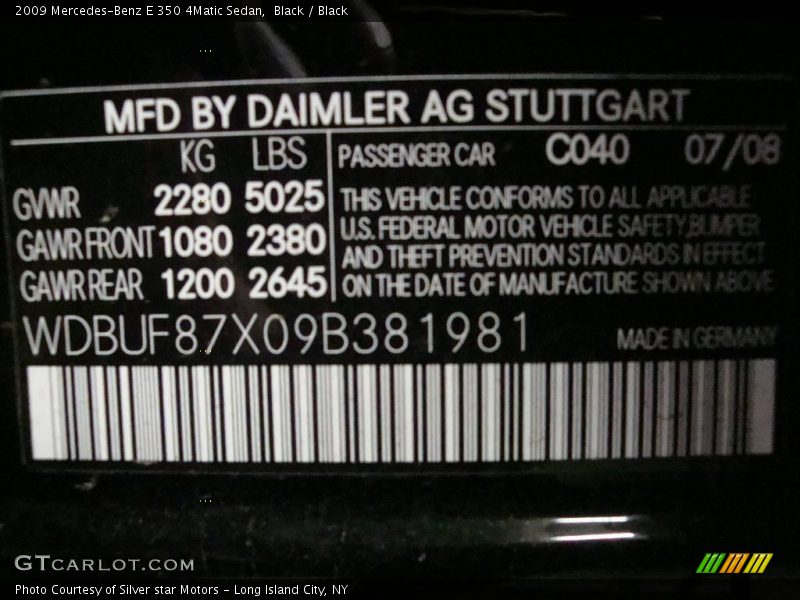 2009 Mercedes-Benz E 350 4Matic Sedan,  Black / Black
MFD BY DAIMLER AG STUTTGART
KG LBS
GVWR 2280 5025
GAWR FRONT 1080 2380
GAWR REAR 1200 2645
PASSENGER CAR C040 07/08
THIS VEHICLE CONFORMS TO ALL APPLICABLE
U.S. FEDERAL MOTOR VEHICLE SAFETY,BUMPER
AND THEFT PREVENTION STANDARDS IN EFFECT
ON THE DATE OF MANUFACTURE SHOWN ABOVE
WDBUF87X09B381981
MADE IN GERMANY
GTCARLOT.COM
Photo Courtesy of Silver star Motors - Long Island City, NY